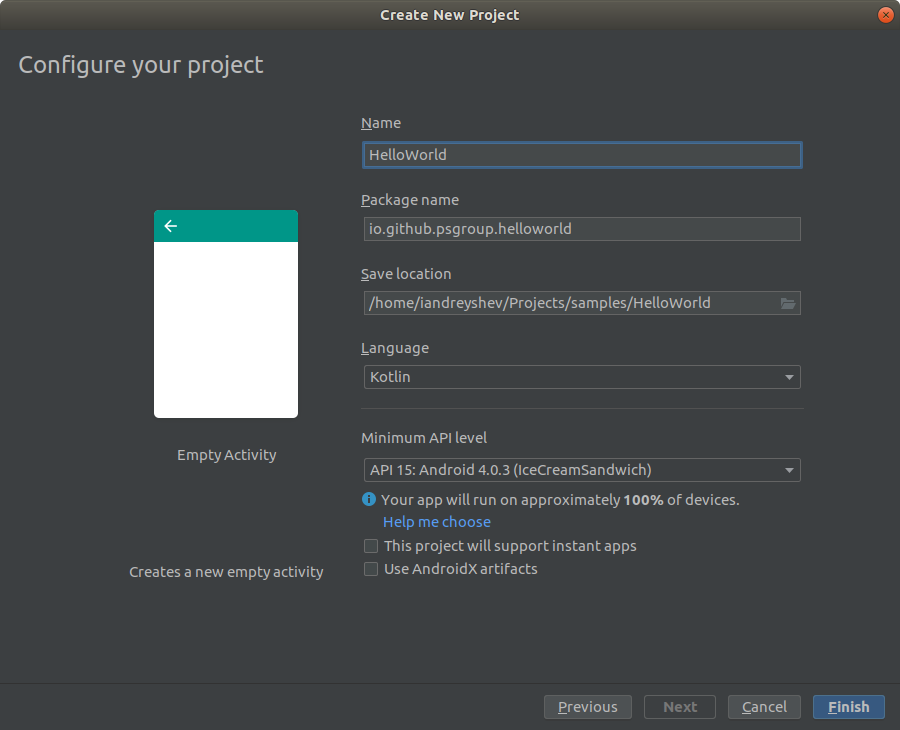 Create New Project
Configure your project
Name
HelloWorld
Package name
io.github.psgroup.helloworld
Save location
/home/iandreyshev/Projects/samples/HelloWorld
Language
Kotlin
Empty Activity
Creates a new empty activity
Minimum API level
API 15: Android 4.0.3 (IceCreamSandwich)
Your app will run on approximately 100% of devices.
Help me choose
This project will support instant apps
Use AndroidX artifacts
Previous
Next
Cancel
Finish